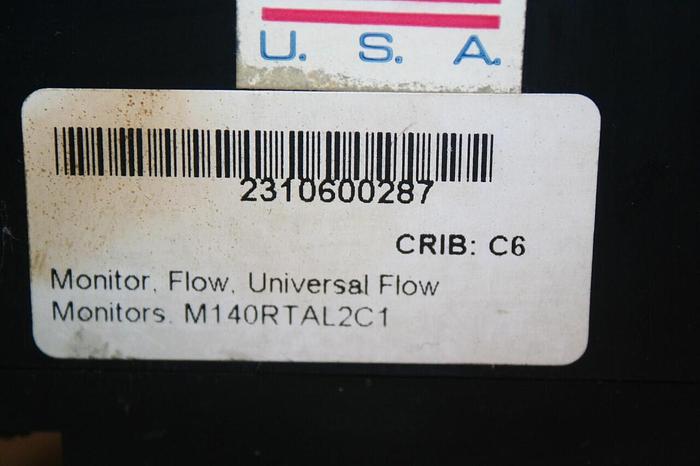 U. S. A.
2310600287
CRIB: C6
Monitor, Flow, Universal Flow
Monitors, M140RTAL2C1